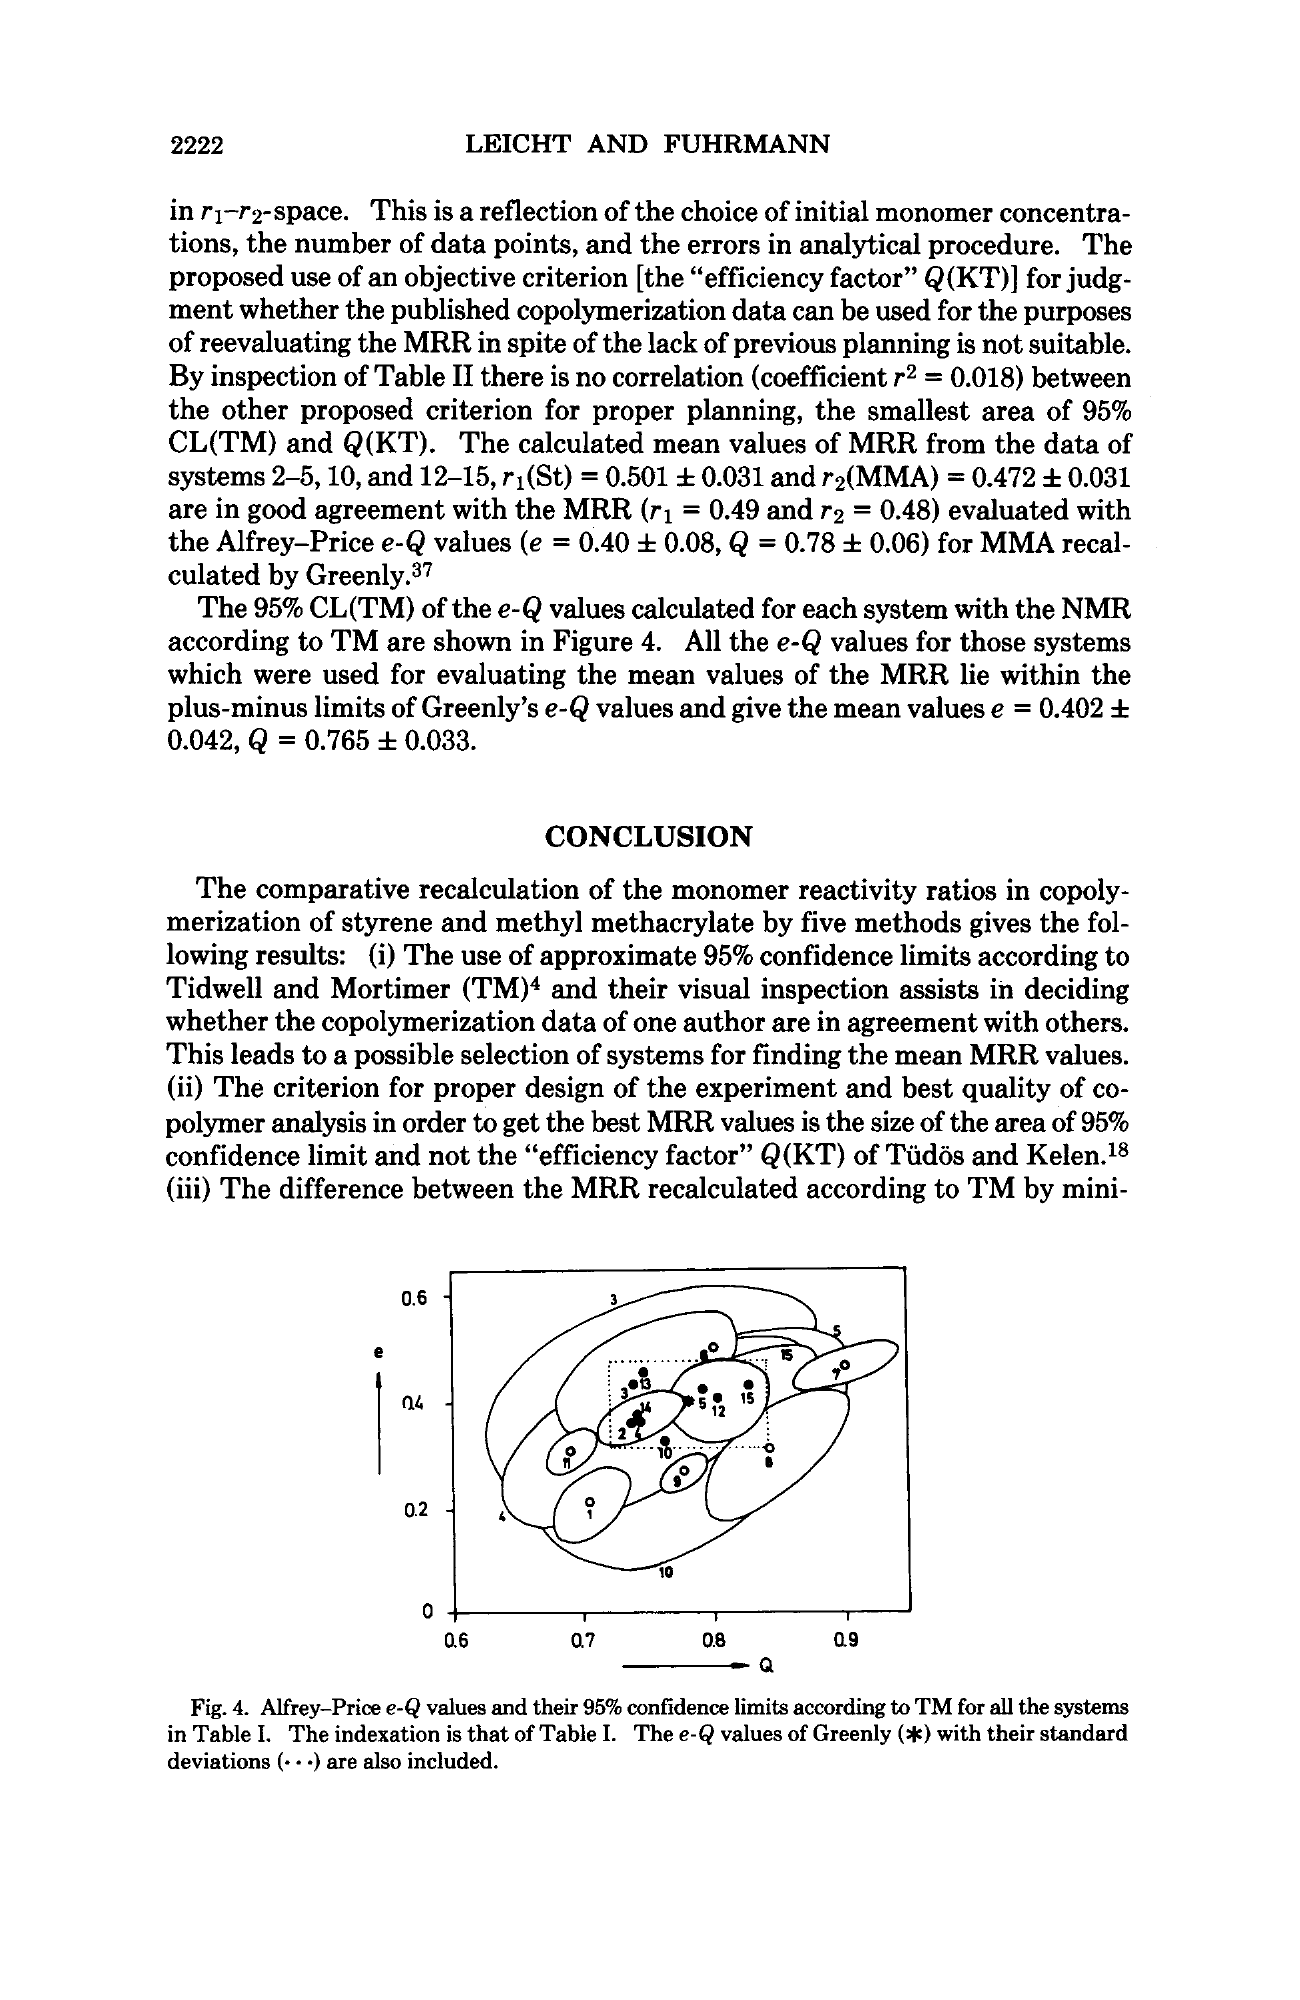 2222 LEICHT AND FUHRMANN
in r₁–r₂-space. This is a reflection of the choice of initial monomer concentra-
tions, the number of data points, and the errors in analytical procedure. The
proposed use of an objective criterion [the “efficiency factor” Q(KT)] for judg-
ment whether the published copolymerization data can be used for the purposes
of reevaluating the MRR in spite of the lack of previous planning is not suitable.
By inspection of Table II there is no correlation (coefficient r² = 0.018) between
the other proposed criterion for proper planning, the smallest area of 95%
CL(TM) and Q(KT). The calculated mean values of MRR from the data of
systems 2–5, 10, and 12–15, r₁(St) = 0.501 ± 0.031 and r₂(MMA) = 0.472 ± 0.031
are in good agreement with the MRR (r₁ = 0.49 and r₂ = 0.48) evaluated with
the Alfrey–Price e-Q values (e = 0.40 ± 0.08, Q = 0.78 ± 0.06) for MMA recal-
culated by Greenly.³⁷
The 95% CL(TM) of the e-Q values calculated for each system with the NMR
according to TM are shown in Figure 4. All the e-Q values for those systems
which were used for evaluating the mean values of the MRR lie within the
plus-minus limits of Greenly’s e-Q values and give the mean values e = 0.402 ±
0.042, Q = 0.765 ± 0.033.
CONCLUSION
The comparative recalculation of the monomer reactivity ratios in copoly-
merization of styrene and methyl methacrylate by five methods gives the fol-
lowing results: (i) The use of approximate 95% confidence limits according to
Tidwell and Mortimer (TM)⁴ and their visual inspection assists in deciding
whether the copolymerization data of one author are in agreement with others.
This leads to a possible selection of systems for finding the mean MRR values.
(ii) The criterion for proper design of the experiment and best quality of co-
polymer analysis in order to get the best MRR values is the size of the area of 95%
confidence limit and not the “efficiency factor” Q(KT) of Tüdös and Kelen.¹⁸
(iii) The difference between the MRR recalculated according to TM by mini-
0.6
3
5
e
6
15
7
3 13
0.4
14
5
12
15
2 4
10
11
9
8
0.2
4
1
10
0
0.6 0.7 0.8 0.9
Q
Fig. 4. Alfrey–Price e-Q values and their 95% confidence limits according to TM for all the systems
in Table I. The indexation is that of Table I. The e-Q values of Greenly (*) with their standard
deviations (· · ·) are also included.